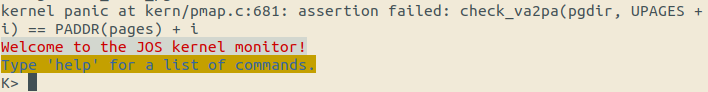 kernel panic at kern/pmap.c:681: assertion failed: check_va2pa(pgdir, UPAGES +
i) == PADDR(pages) + i
Welcome to the JOS kernel monitor!
Type 'help' for a list of commands.
K>